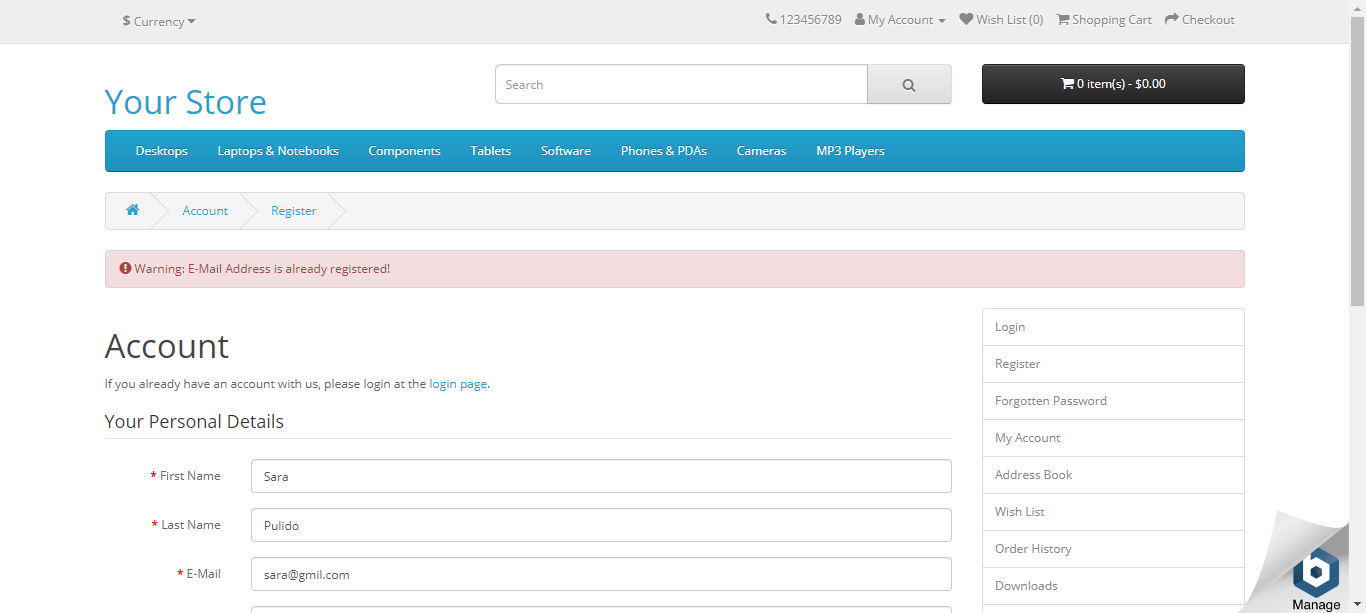 $ Currency
123456789 My Account Wish List (0) Shopping Cart Checkout
Your Store
Search
0 item(s) - $0.00
Desktops Laptops & Notebooks Components Tablets Software Phones & PDAs Cameras MP3 Players
Account Register
Warning: E-Mail Address is already registered!
Account
If you already have an account with us, please login at the login page.
Your Personal Details
* First Name Sara
* Last Name Pulido
* E-Mail sara@gmil.com
Login
Register
Forgotten Password
My Account
Address Book
Wish List
Order History
Downloads
b
Manage